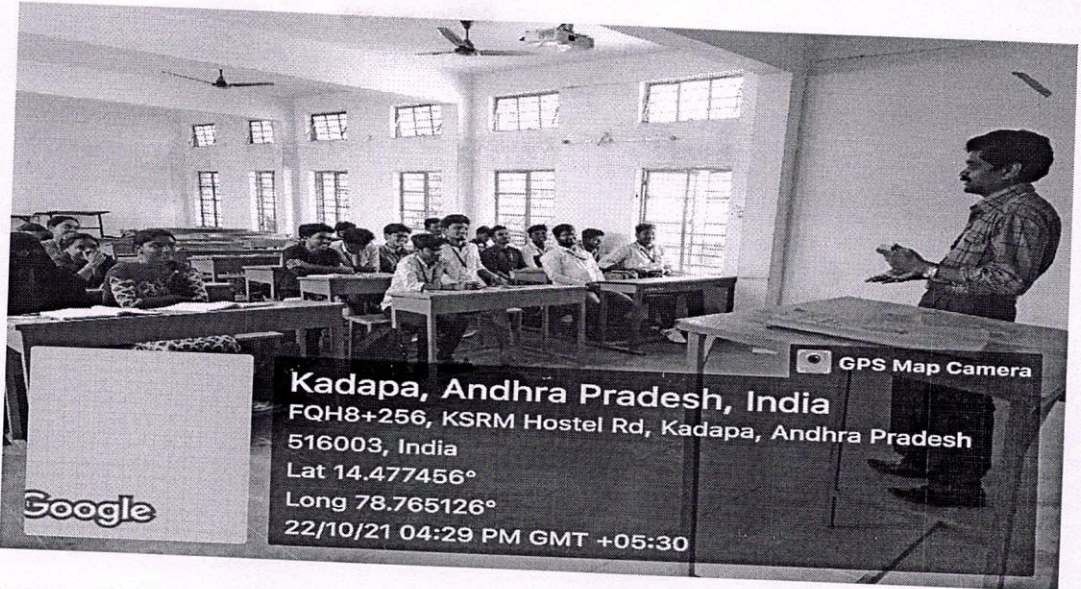 GPS Map Camera
Kadapa, Andhra Pradesh, India
FQH8+256, KSRM Hostel Rd, Kadapa, Andhra Pradesh
516003, India
Lat 14.477456°
Long 78.765126°
22/10/21 04:29 PM GMT +05:30
Google